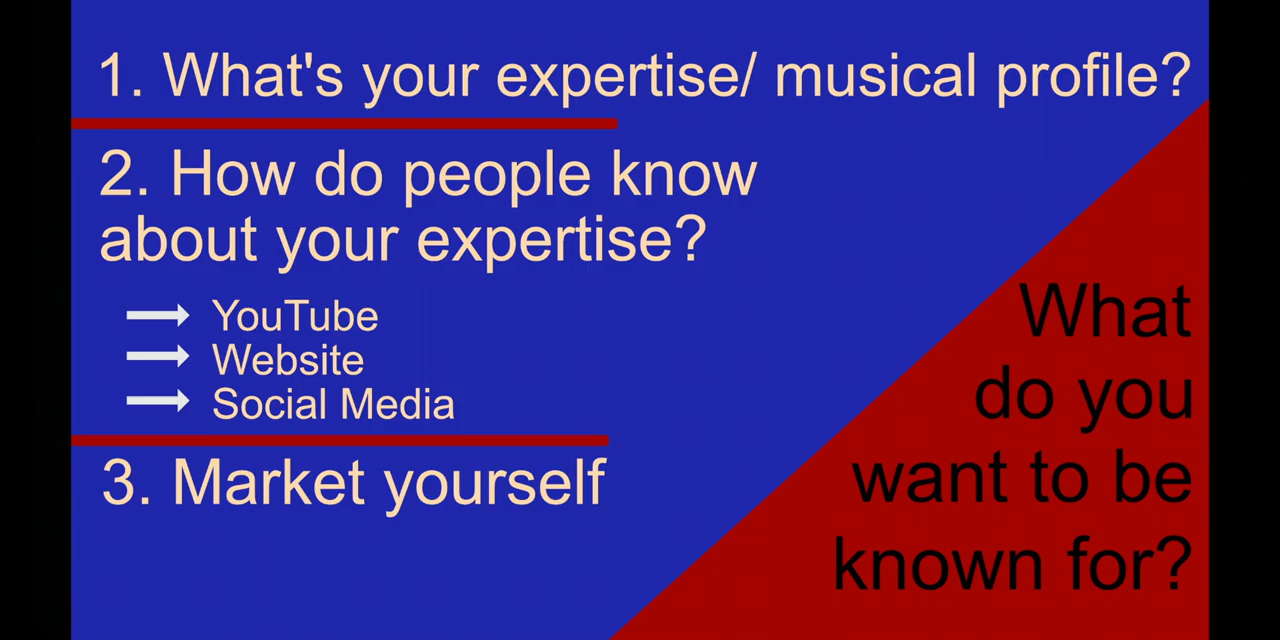 1. What's your expertise/ musical profile?
2. How do people know
about your expertise?
YouTube
Website
Social Media
3. Market yourself
What
do you
want to be
known for?